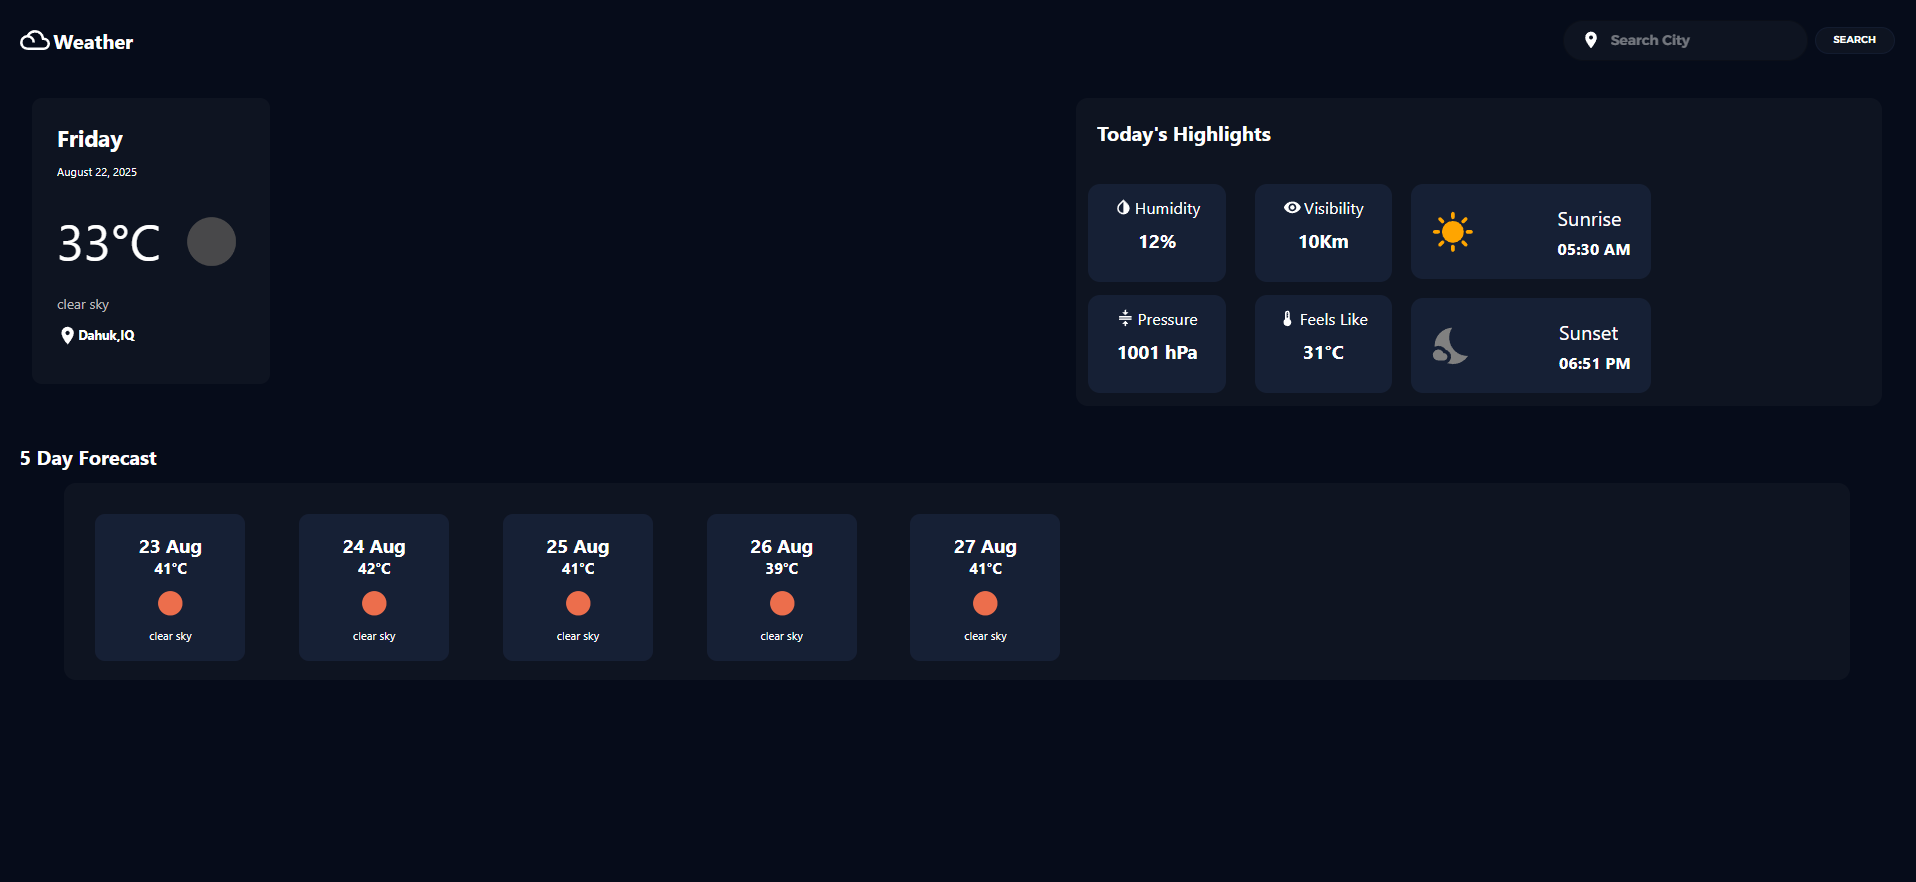 Weather
Search City
SEARCH
Friday
August 22, 2025
33°C
clear sky
Dahuk,IQ
Today's Highlights
Humidity
12%
Visibility
10Km
Sunrise
05:30 AM
Pressure
1001 hPa
Feels Like
31°C
Sunset
06:51 PM
5 Day Forecast
23 Aug
41°C
clear sky
24 Aug
42°C
clear sky
25 Aug
41°C
clear sky
26 Aug
39°C
clear sky
27 Aug
41°C
clear sky